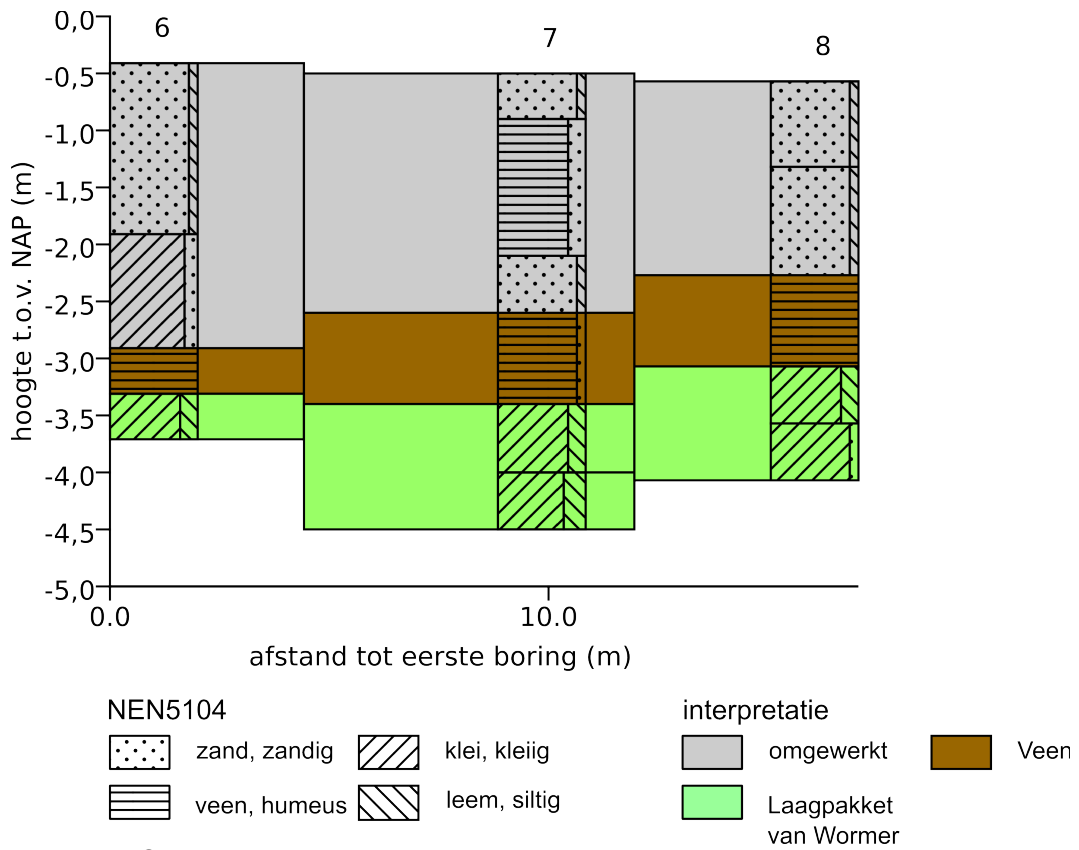 6
7
8
0,0
-0,5
-1,0
-1,5
-2,0
-2,5
-3,0
-3,5
-4,0
-4,5
-5,0
hoogte t.o.v. NAP (m)
0.0
10.0
afstand tot eerste boring (m)
NEN5104
zand, zandig
klei, kleiig
veen, humeus
leem, siltig
interpretatie
omgewerkt
Veen
Laagpakket
van Wormer